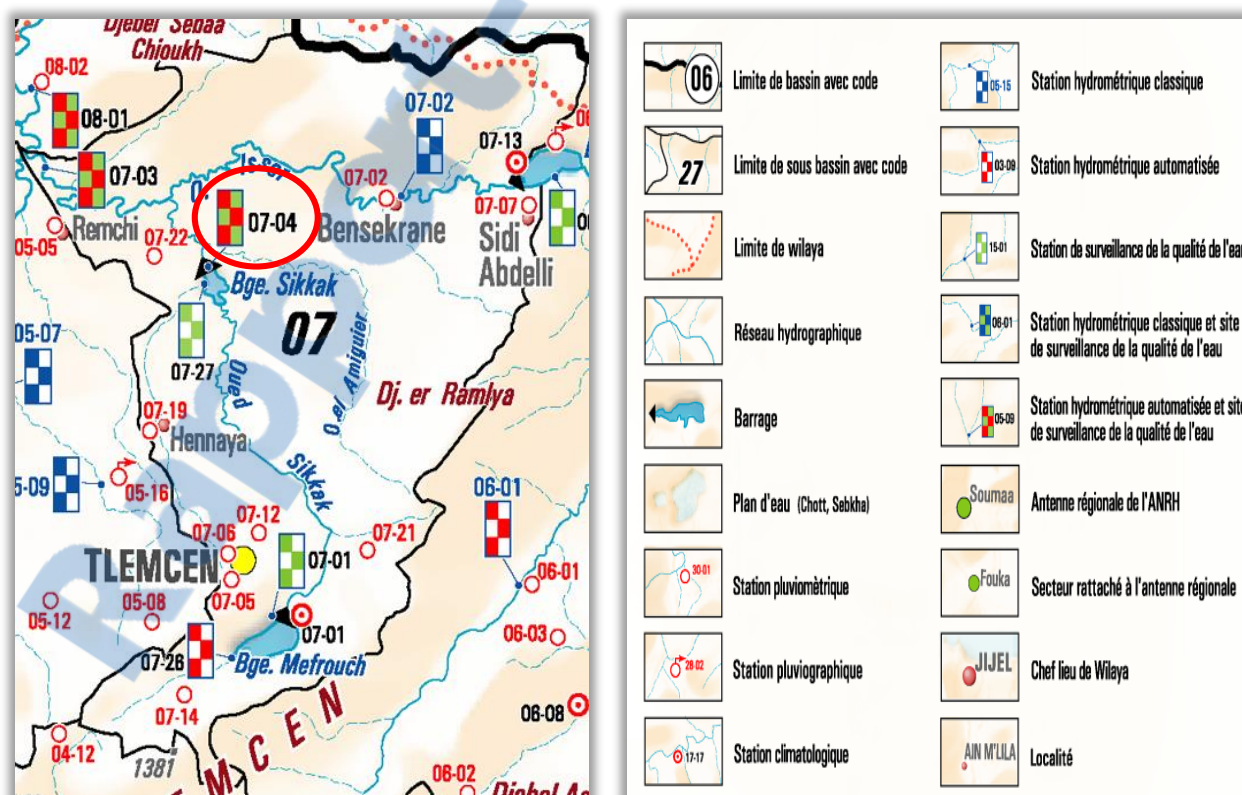 Djebel Sebaa
Chioukh
08-02
08-01
07-03
07-02
07-13
O. Is-ser
07-04
07-02
Bensekrane
07-07
Sidi
Abdelli
05-05
Remchi
07-22
Bge. Sikkak
07
07-27
05-07
Oued
O. er Amiguier
Dj. er Ramlya
07-19
Hennaya
Sikkak
5-09
05-16
06-01
07-12
07-06
07-21
07-01
TLEMCEN
07-05
06-01
05-12
05-08
07-01
06-03
07-28
Bge. Mefrouch
07-14
06-08
04-12
1381
MCEN
06-02
Rapport
06
Limite de bassin avec code
27
Limite de sous bassin avec code
Limite de wilaya
Réseau hydrographique
Barrage
Plan d'eau (Chott, Sebkha)
30-01
Station pluviomètrique
28-02
Station pluviographique
17-17
Station climatologique
05-15
Station hydrométrique classique
03-09
Station hydrométrique automatisée
15-01
Station de surveillance de la qualité de l'eau
06-01
Station hydrométrique classique et site
de surveillance de la qualité de l'eau
05-09
Station hydrométrique automatisée et site
de surveillance de la qualité de l'eau
Soumaa
Antenne régionale de l'ANRH
Fouka
Secteur rattaché à l'antenne régionale
JIJEL
Chef lieu de Wilaya
AIN M'LILA
Localité